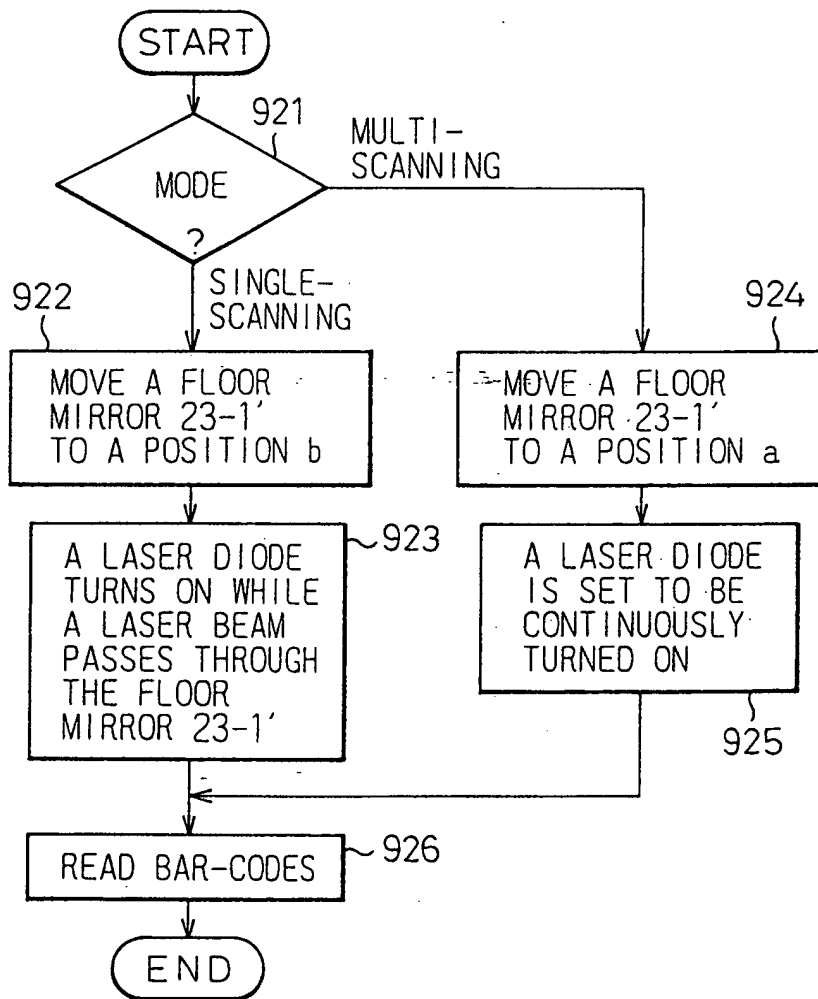 START
921
MULTI-
SCANNING
MODE
?
SINGLE-
SCANNING
922
MOVE A FLOOR
MIRROR 23-1'
TO A POSITION b
924
MOVE A FLOOR
MIRROR 23-1'
TO A POSITION a
923
A LASER DIODE
TURNS ON WHILE
A LASER BEAM
PASSES THROUGH
THE FLOOR
MIRROR 23-1'
A LASER DIODE
IS SET TO BE
CONTINUOUSLY
TURNED ON
925
READ BAR-CODES
926
END